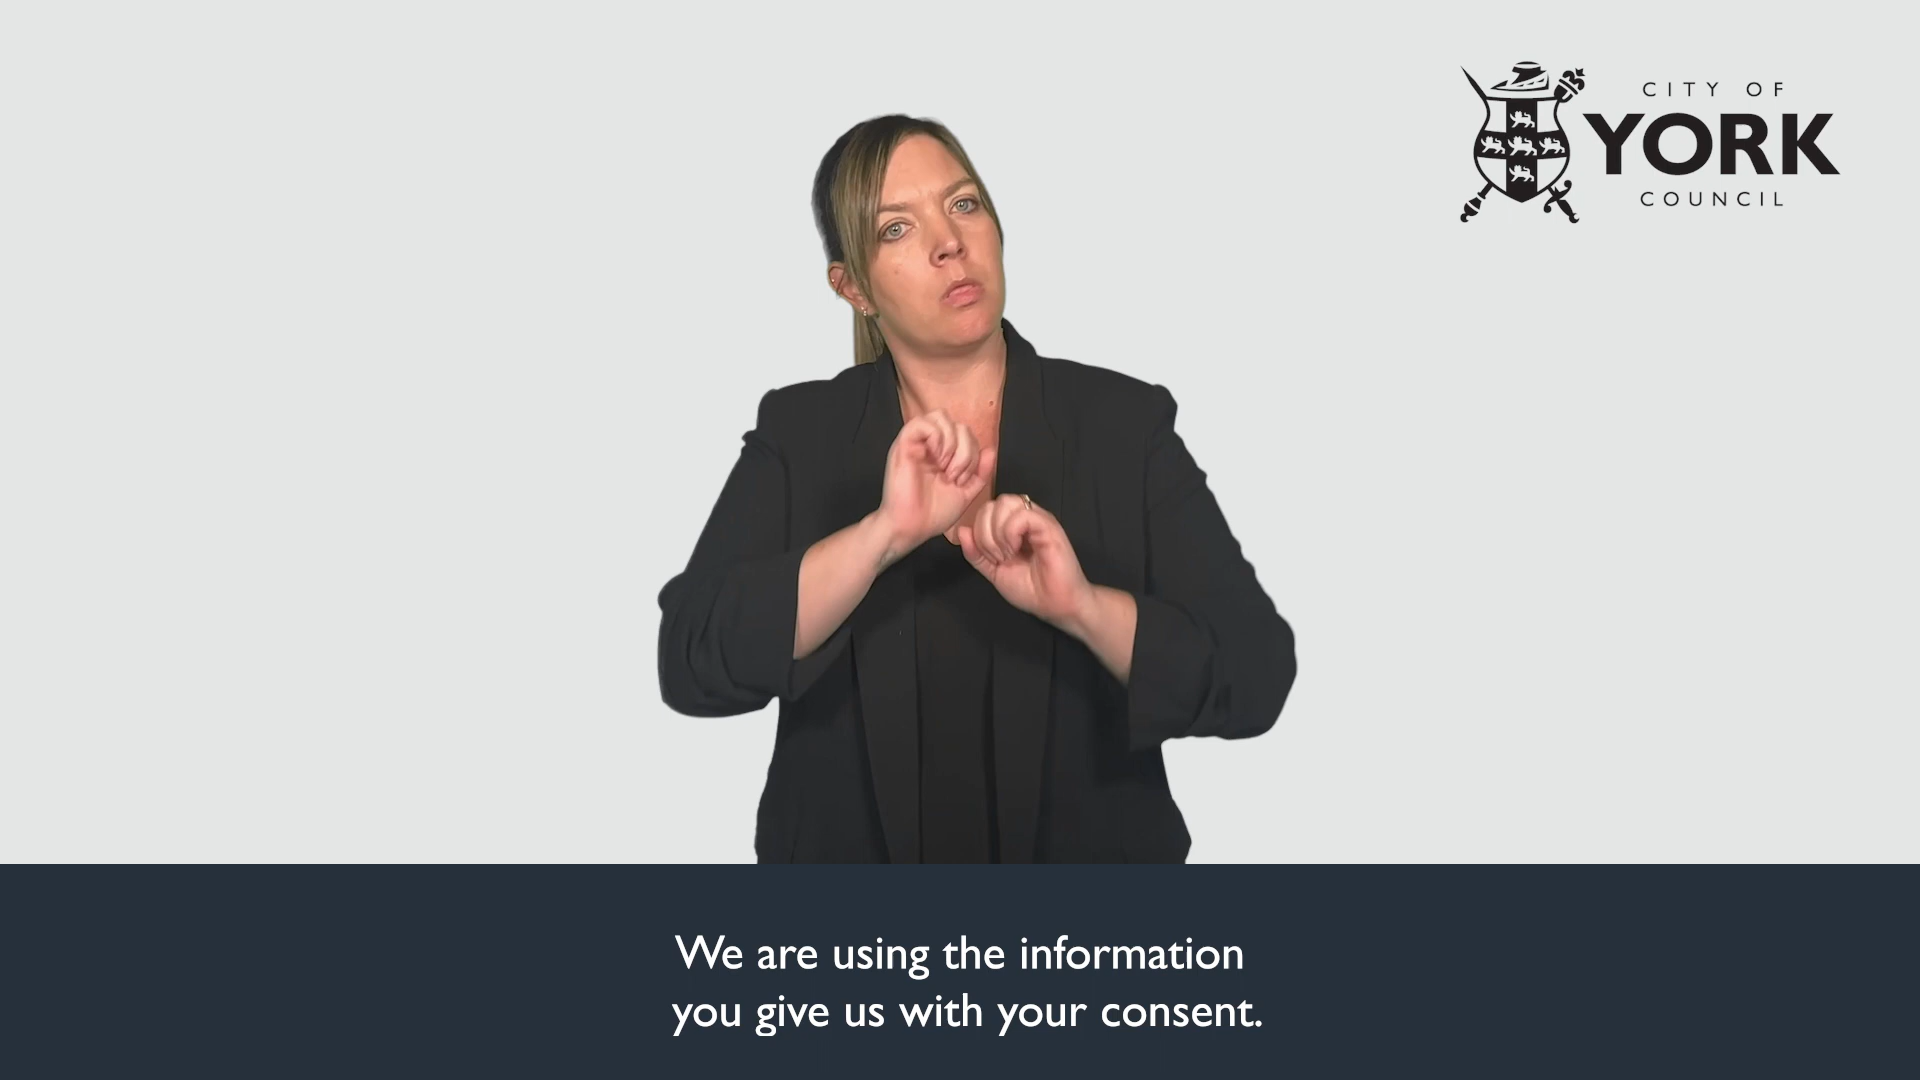 CITY OF
YORK
COUNCIL
We are using the information
you give us with your consent.